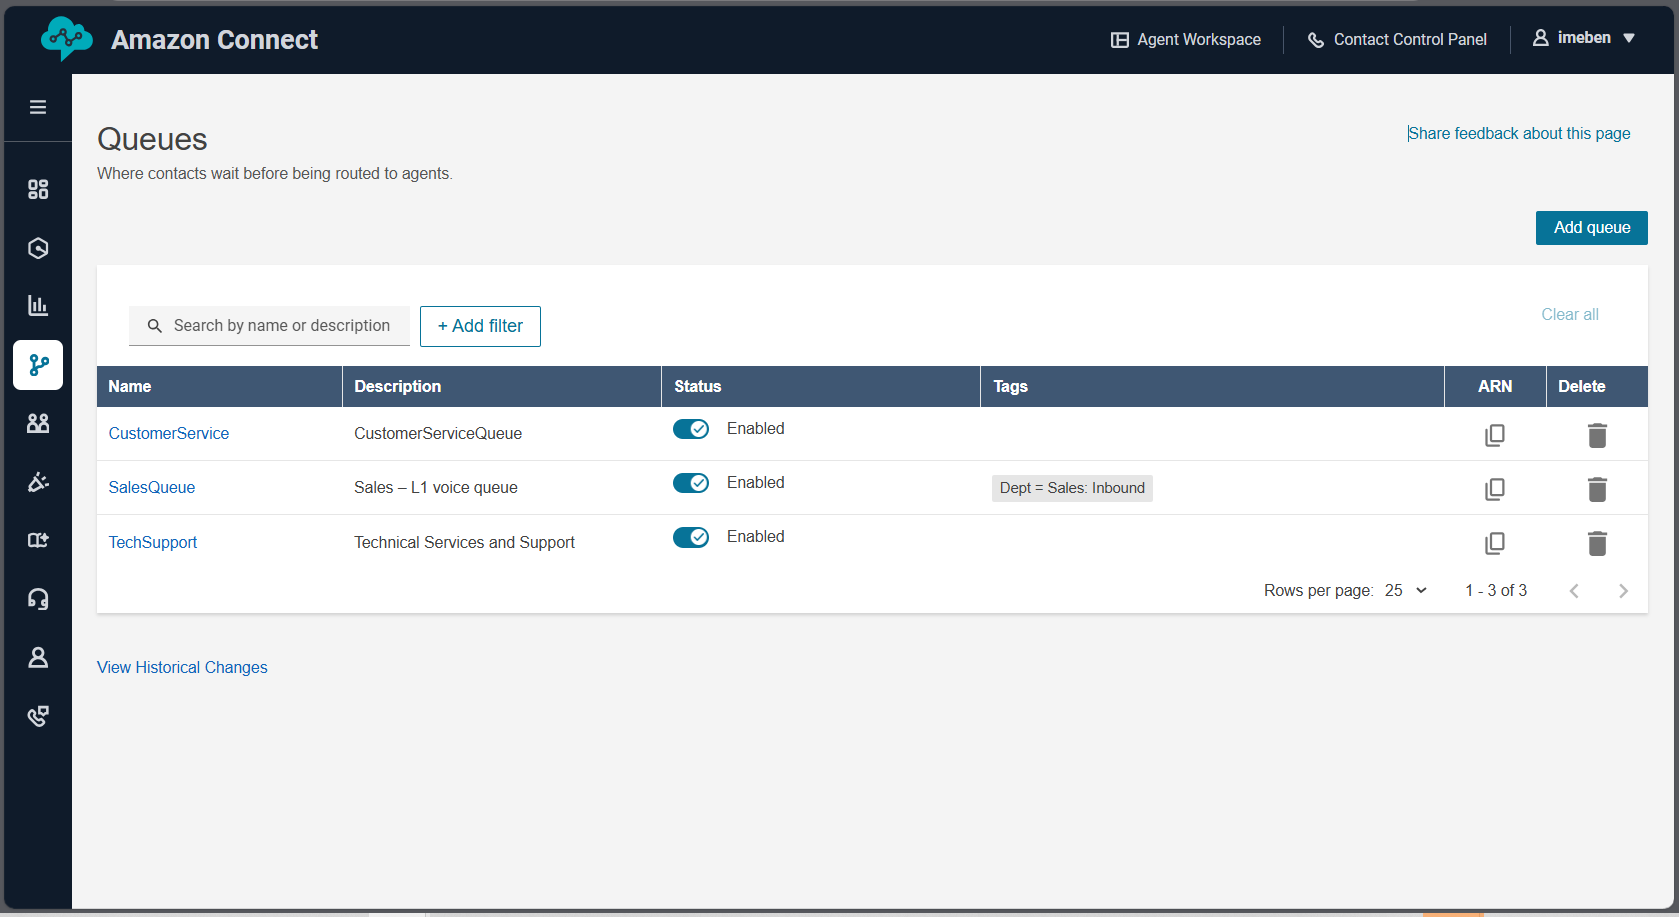 Amazon Connect
Agent Workspace
Contact Control Panel
imeben
Queues
Share feedback about this page
Where contacts wait before being routed to agents.
Add queue
Search by name or description
+ Add filter
Clear all
Name Description Status Tags ARN Delete
CustomerService CustomerServiceQueue Enabled
SalesQueue Sales – L1 voice queue Enabled Dept = Sales: Inbound
TechSupport Technical Services and Support Enabled
Rows per page: 25 1 - 3 of 3
View Historical Changes